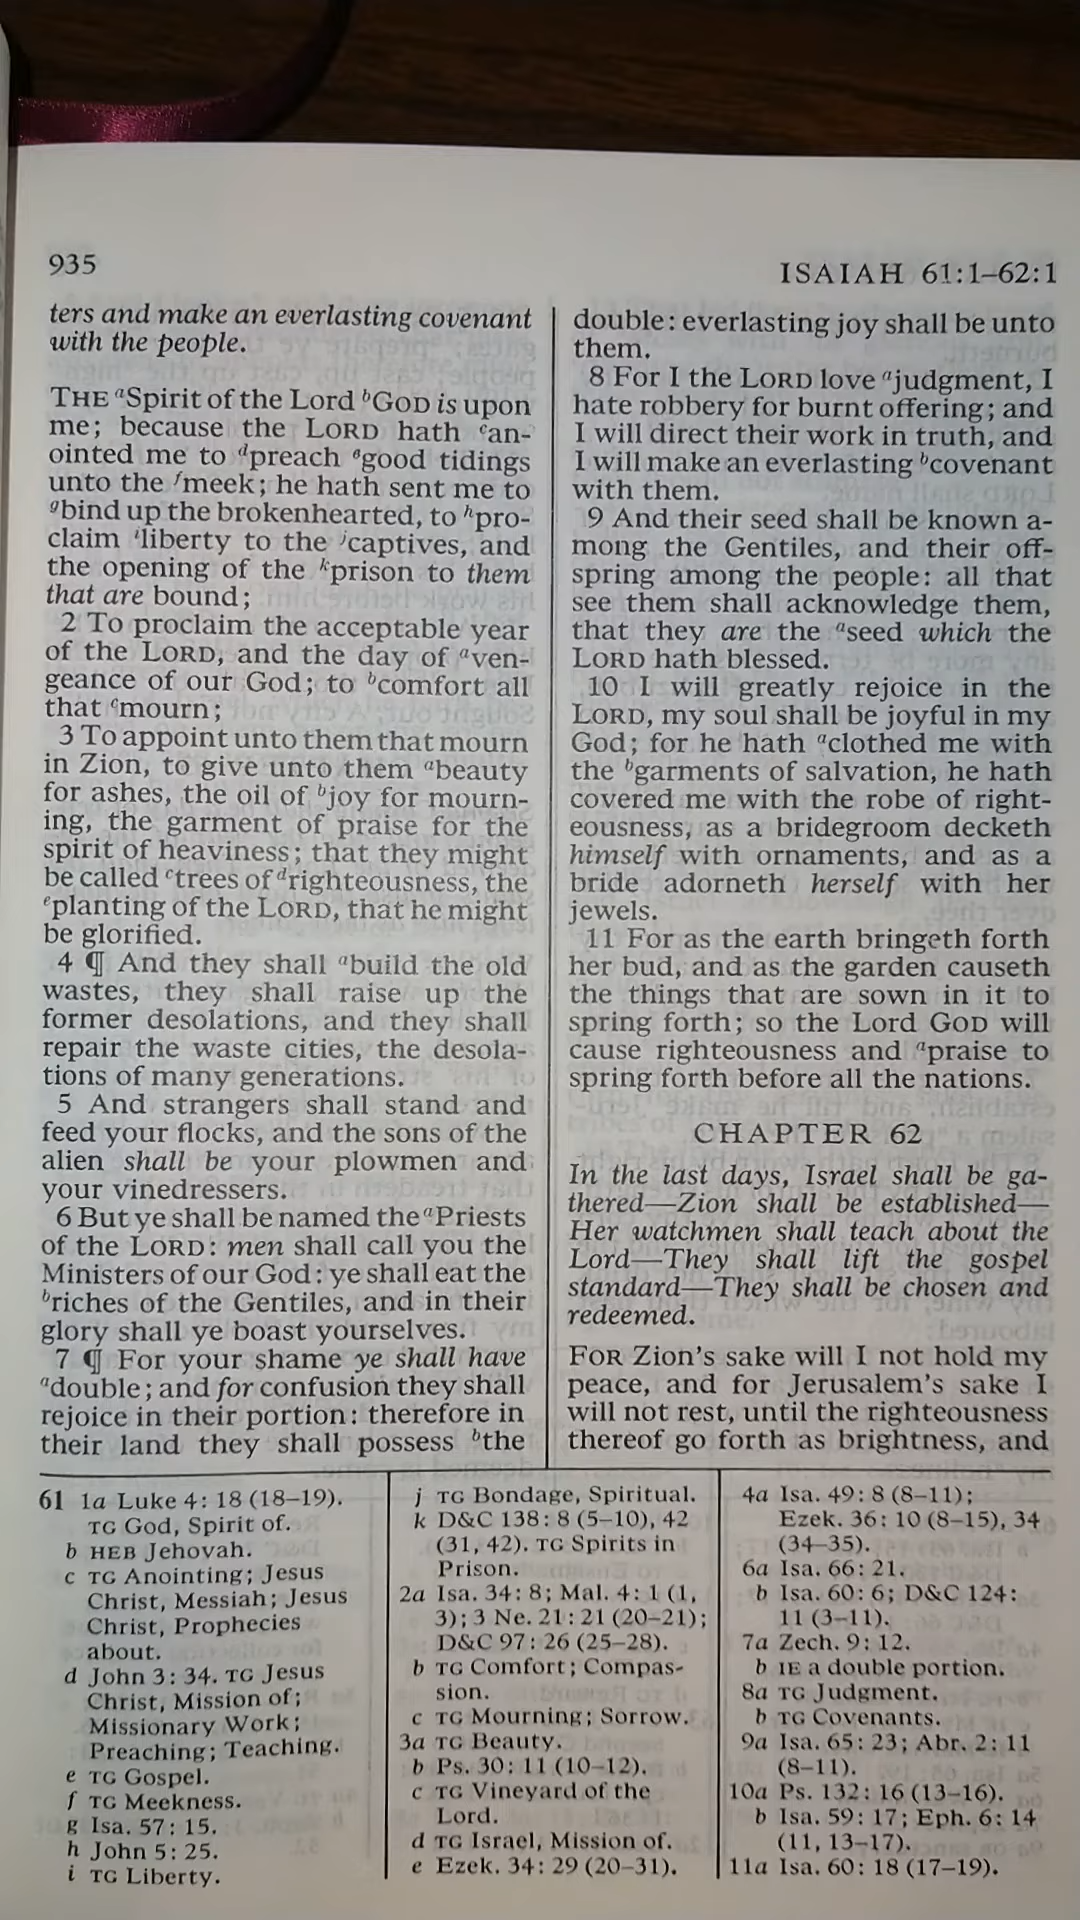 935
ISAIAH 61:1–62:1
ters and make an everlasting covenant
with the people.
THE ᵃSpirit of the Lord ᵇGOD is upon
me; because the LORD hath ᶜan-
ointed me to ᵈpreach ᵉgood tidings
unto the ᶠmeek; he hath sent me to
ᵍbind up the brokenhearted, to ʰpro-
claim ⁱliberty to the ʲcaptives, and
the opening of the ᵏprison to them
that are bound;
2 To proclaim the acceptable year
of the LORD, and the day of ᵃven-
geance of our God; to ᵇcomfort all
that ᶜmourn;
3 To appoint unto them that mourn
in Zion, to give unto them ᵃbeauty
for ashes, the oil of ᵇjoy for mourn-
ing, the garment of praise for the
spirit of heaviness; that they might
be called ᶜtrees of ᵈrighteousness, the
ᵉplanting of the LORD, that he might
be glorified.
4 ¶ And they shall ᵃbuild the old
wastes, they shall raise up the
former desolations, and they shall
repair the waste cities, the desola-
tions of many generations.
5 And strangers shall stand and
feed your flocks, and the sons of the
alien shall be your plowmen and
your vinedressers.
6 But ye shall be named the ᵃPriests
of the LORD: men shall call you the
Ministers of our God: ye shall eat the
ᵇriches of the Gentiles, and in their
glory shall ye boast yourselves.
7 ¶ For your shame ye shall have
ᵃdouble; and for confusion they shall
rejoice in their portion: therefore in
their land they shall possess ᵇthe
double: everlasting joy shall be unto
them.
8 For I the LORD love ᵃjudgment, I
hate robbery for burnt offering; and
I will direct their work in truth, and
I will make an everlasting ᵇcovenant
with them.
9 And their seed shall be known a-
mong the Gentiles, and their off-
spring among the people: all that
see them shall acknowledge them,
that they are the ᵃseed which the
LORD hath blessed.
10 I will greatly rejoice in the
LORD, my soul shall be joyful in my
God; for he hath ᵃclothed me with
the ᵇgarments of salvation, he hath
covered me with the robe of right-
eousness, as a bridegroom decketh
himself with ornaments, and as a
bride adorneth herself with her
jewels.
11 For as the earth bringeth forth
her bud, and as the garden causeth
the things that are sown in it to
spring forth; so the Lord GOD will
cause righteousness and ᵃpraise to
spring forth before all the nations.
CHAPTER 62
In the last days, Israel shall be ga-
thered—Zion shall be established—
Her watchmen shall teach about the
Lord—They shall lift the gospel
standard—They shall be chosen and
redeemed.
FOR Zion's sake will I not hold my
peace, and for Jerusalem's sake I
will not rest, until the righteousness
thereof go forth as brightness, and
61 1a Luke 4: 18 (18–19).
TG God, Spirit of.
b HEB Jehovah.
c TG Anointing; Jesus
Christ, Messiah; Jesus
Christ, Prophecies
about.
d John 3: 34. TG Jesus
Christ, Mission of;
Missionary Work;
Preaching; Teaching.
e TG Gospel.
f TG Meekness.
g Isa. 57: 15.
h John 5: 25.
i TG Liberty.
j TG Bondage, Spiritual.
k D&C 138: 8 (5–10), 42
(31, 42). TG Spirits in
Prison.
2a Isa. 34: 8; Mal. 4: 1 (1,
3); 3 Ne. 21: 21 (20–21);
D&C 97: 26 (25–28).
b TG Comfort; Compas-
sion.
c TG Mourning; Sorrow.
3a TG Beauty.
b Ps. 30: 11 (10–12).
c TG Vineyard of the
Lord.
d TG Israel, Mission of.
e Ezek. 34: 29 (20–31).
4a Isa. 49: 8 (8–11);
Ezek. 36: 10 (8–15), 34
(34–35).
6a Isa. 66: 21.
b Isa. 60: 6; D&C 124:
11 (3–11).
7a Zech. 9: 12.
b IE a double portion.
8a TG Judgment.
b TG Covenants.
9a Isa. 65: 23; Abr. 2: 11
(8–11).
10a Ps. 132: 16 (13–16).
b Isa. 59: 17; Eph. 6: 14
(11, 13–17).
11a Isa. 60: 18 (17–19).